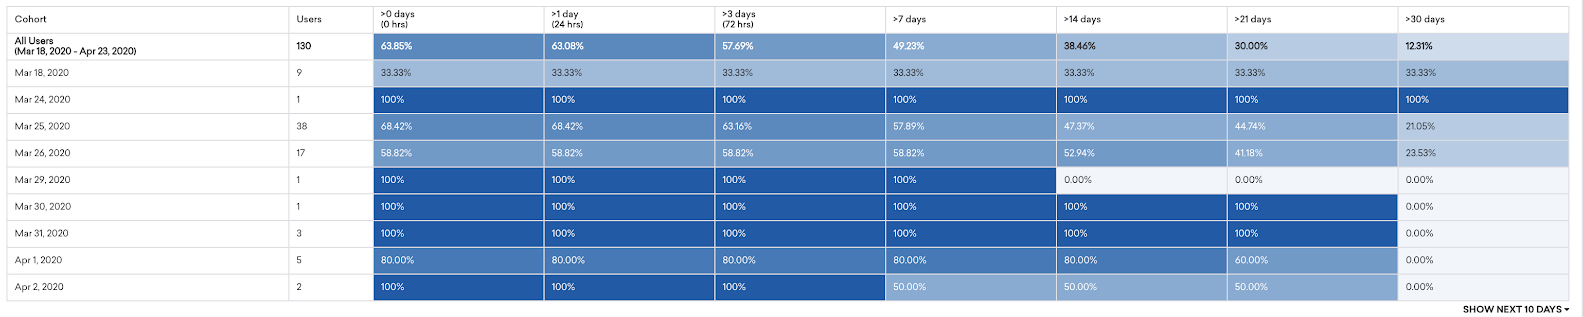 Cohort Users >0 days (0 hrs) >1 day (24 hrs) >3 days (72 hrs) >7 days >14 days >21 days >30 days
All Users (Mar 18, 2020 - Apr 23, 2020) 130 63.85% 63.08% 57.69% 49.23% 38.46% 30.00% 12.31%
Mar 18, 2020 9 33.33% 33.33% 33.33% 33.33% 33.33% 33.33% 33.33%
Mar 24, 2020 1 100% 100% 100% 100% 100% 100% 100%
Mar 25, 2020 38 68.42% 68.42% 63.16% 57.89% 47.37% 44.74% 21.05%
Mar 26, 2020 17 58.82% 58.82% 58.82% 58.82% 52.94% 41.18% 23.53%
Mar 29, 2020 1 100% 100% 100% 100% 0.00% 0.00% 0.00%
Mar 30, 2020 1 100% 100% 100% 100% 100% 100% 0.00%
Mar 31, 2020 3 100% 100% 100% 100% 100% 100% 0.00%
Apr 1, 2020 5 80.00% 80.00% 80.00% 80.00% 80.00% 60.00% 0.00%
Apr 2, 2020 2 100% 100% 100% 50.00% 50.00% 50.00% 0.00%
SHOW NEXT 10 DAYS